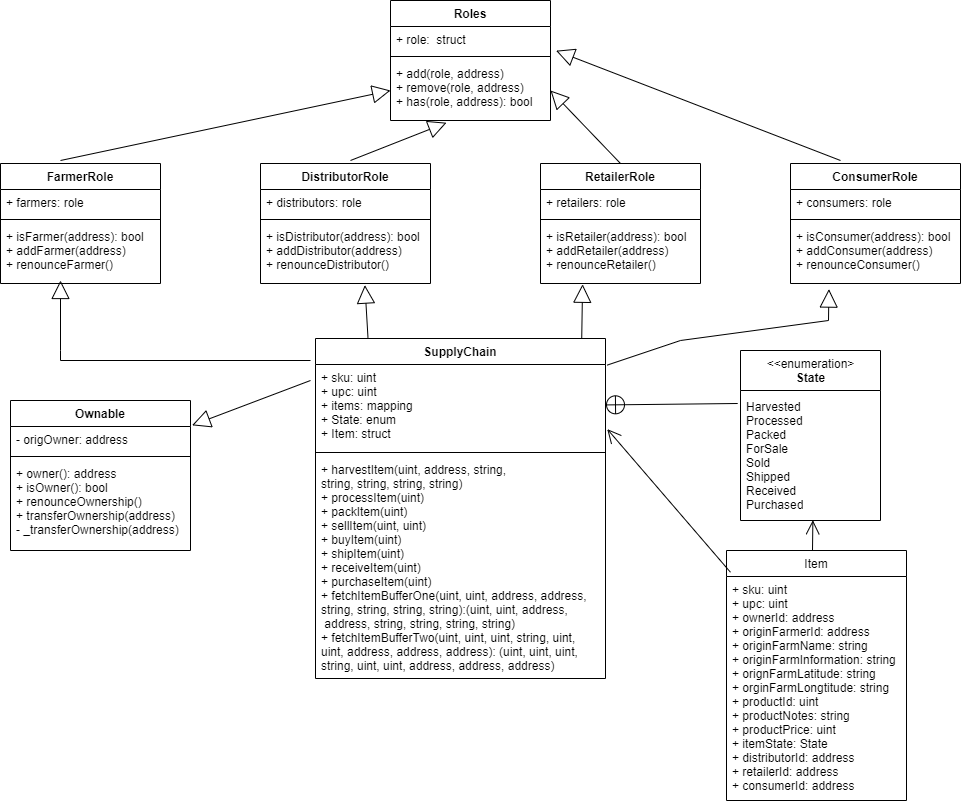 Roles
+ role:  struct
+ add(role, address)
+ remove(role, address)
+ has(role, address): bool
FarmerRole
+ farmers: role
+ isFarmer(address): bool
+ addFarmer(address)
+ renounceFarmer()
DistributorRole
+ distributors: role
+ isDistributor(address): bool
+ addDistributor(address)
+ renounceDistributor()
RetailerRole
+ retailers: role
+ isRetailer(address): bool
+ addRetailer(address)
+ renounceRetailer()
ConsumerRole
+ consumers: role
+ isConsumer(address): bool
+ addConsumer(address)
+ renounceConsumer()
SupplyChain
+ sku: uint
+ upc: uint
+ items: mapping
+ State: enum
+ Item: struct
+ harvestItem(uint, address, string,
string, string, string, string)
+ processItem(uint)
+ packItem(uint)
+ sellItem(uint, uint)
+ buyItem(uint)
+ shipItem(uint)
+ receiveItem(uint)
+ purchaseItem(uint)
+ fetchItemBufferOne(uint, uint, address, address,
string, string, string, string):(uint, uint, address,
address, string, string, string, string)
+ fetchItemBufferTwo(uint, uint, uint, string, uint,
uint, address, address, address): (uint, uint, uint,
string, uint, uint, address, address, address)
<<enumeration>
State
Harvested
Processed
Packed
ForSale
Sold
Shipped
Received
Purchased
Ownable
- origOwner: address
+ owner(): address
+ isOwner(): bool
+ renounceOwnership()
+ transferOwnership(address)
- _transferOwnership(address)
Item
+ sku: uint
+ upc: uint
+ ownerId: address
+ originFarmerId: address
+ originFarmName: string
+ originFarmInformation: string
+ orignFarmLatitude: string
+ orginFarmLongtitude: string
+ productId: uint
+ productNotes: string
+ productPrice: uint
+ itemState: State
+ distributorId: address
+ retailerId: address
+ consumerId: address